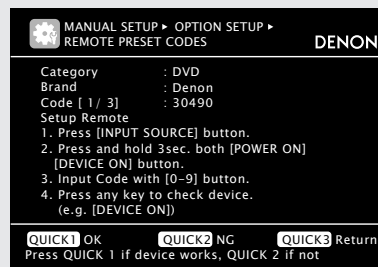 MANUAL SETUP ▸ OPTION SETUP ▸
REMOTE PRESET CODES
DENON
Category : DVD
Brand : Denon
Code [ 1/ 3] : 30490
Setup Remote
1. Press [INPUT SOURCE] button.
2. Press and hold 3sec. both [POWER ON]
[DEVICE ON] button.
3. Input Code with [0–9] button.
4. Press any key to check device.
(e.g. [DEVICE ON])
QUICK1 OK QUICK2 NG QUICK3 Return
Press QUICK 1 if device works, QUICK 2 if not